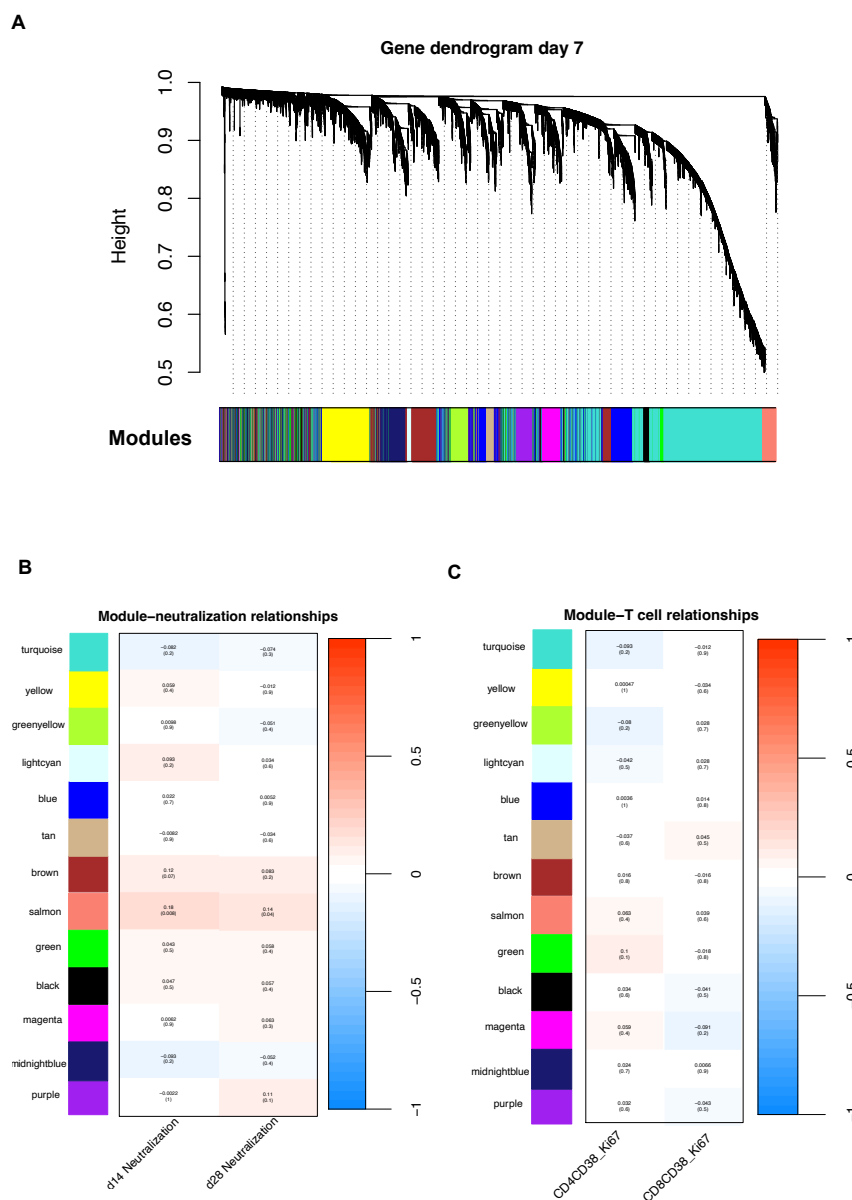 A
Gene dendrogram day 7
Height
1.0
0.9
0.8
0.7
0.6
0.5
Modules
B
Module−neutralization relationships
turquoise −0.082 −0.074
(0.2) (0.3)
yellow 0.059 −0.012
(0.4) (0.9)
greenyellow 0.0098 −0.051
(0.9) (0.4)
lightcyan 0.093 0.034
(0.2) (0.6)
blue 0.022 0.0052
(0.7) (0.9)
tan −0.0082 −0.034
(0.9) (0.6)
brown 0.12 0.083
(0.07) (0.2)
salmon 0.18 0.14
(0.008) (0.04)
green 0.043 0.058
(0.5) (0.4)
black 0.047 0.057
(0.5) (0.4)
magenta 0.0082 0.063
(0.9) (0.3)
midnightblue −0.093 −0.052
(0.2) (0.4)
purple −0.0022 0.11
(1) (0.1)
d14 Neutralization
d28 Neutralization
1
0.5
0
−0.5
−1
C
Module−T cell relationships
turquoise −0.093 −0.012
(0.2) (0.9)
yellow 0.00047 −0.034
(1) (0.6)
greenyellow −0.08 0.028
(0.2) (0.7)
lightcyan −0.042 0.028
(0.5) (0.7)
blue 0.0036 0.014
(1) (0.8)
tan −0.037 0.045
(0.6) (0.5)
brown 0.016 −0.016
(0.8) (0.8)
salmon 0.063 0.039
(0.4) (0.6)
green 0.1 −0.018
(0.1) (0.8)
black 0.034 −0.041
(0.6) (0.5)
magenta 0.059 −0.091
(0.4) (0.2)
midnightblue 0.024 0.0066
(0.7) (0.9)
purple 0.032 −0.043
(0.6) (0.5)
CD4CD38_Ki67
CD8CD38_Ki67
1
0.5
0
−0.5
−1